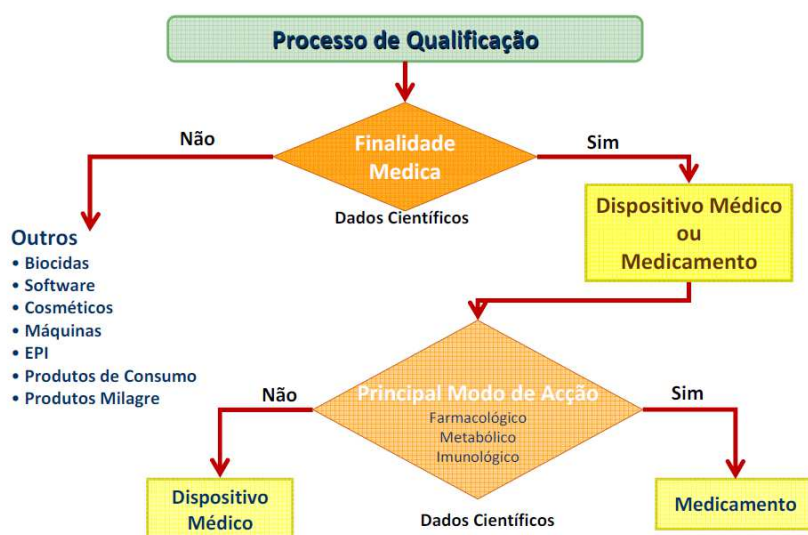 Processo de Qualificação
Não
Finalidade
Medica
Sim
Dados Científicos
Dispositivo Médico
ou
Medicamento
Outros
• Biocidas
• Software
• Cosméticos
• Máquinas
• EPI
• Produtos de Consumo
• Produtos Milagre
Não
Principal Modo de Acção
Farmacológico
Metabólico
Imunológico
Sim
Dispositivo
Médico
Medicamento
Dados Científicos